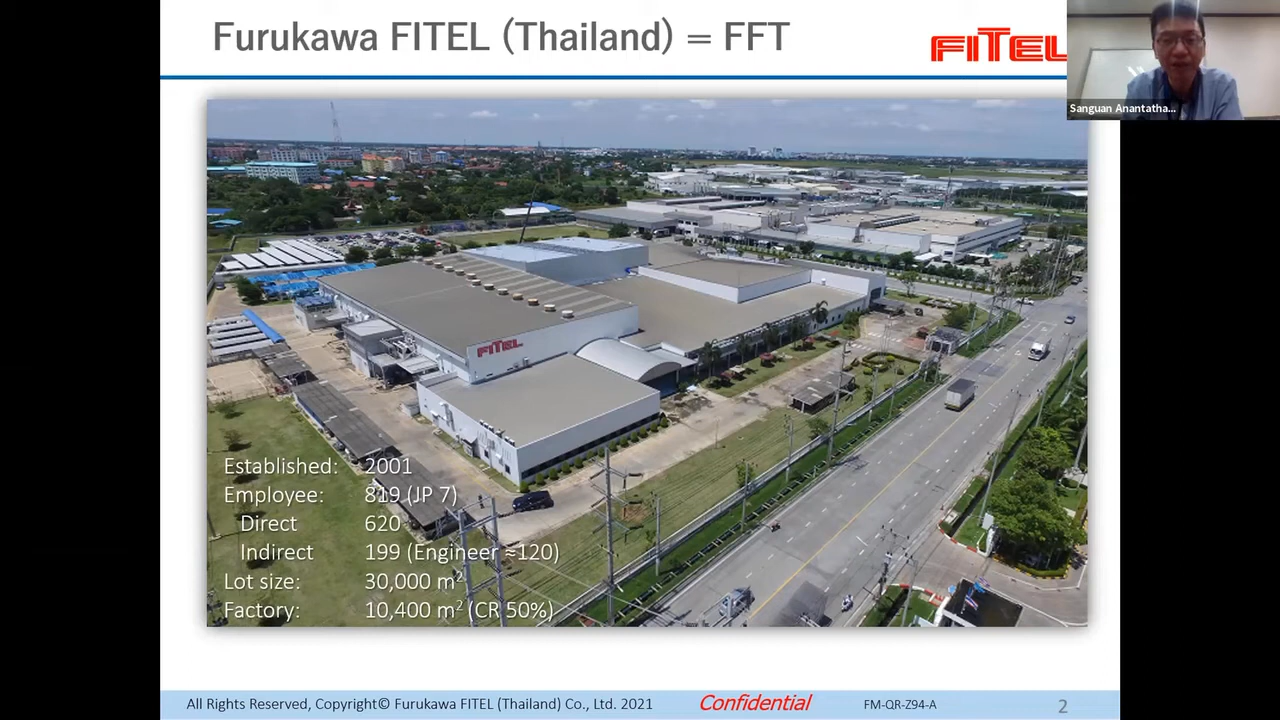 Furukawa FITEL (Thailand) = FFT
FITEL
Sanguan Anantatha...
FITEL
Established: 2001
Employee: 819 (JP 7)
Direct 620
Indirect 199 (Engineer ≈120)
Lot size: 30,000 m²
Factory: 10,400 m² (CR 50%)
All Rights Reserved, Copyright© Furukawa FITEL (Thailand) Co., Ltd. 2021
Confidential
FM-QR-Z94-A
2